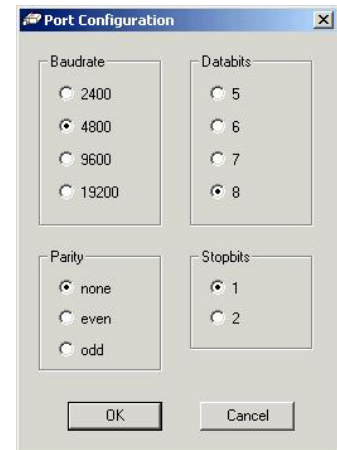 Port Configuration
Baudrate
2400
4800
9600
19200
Databits
5
6
7
8
Parity
none
even
odd
Stopbits
1
2
OK
Cancel